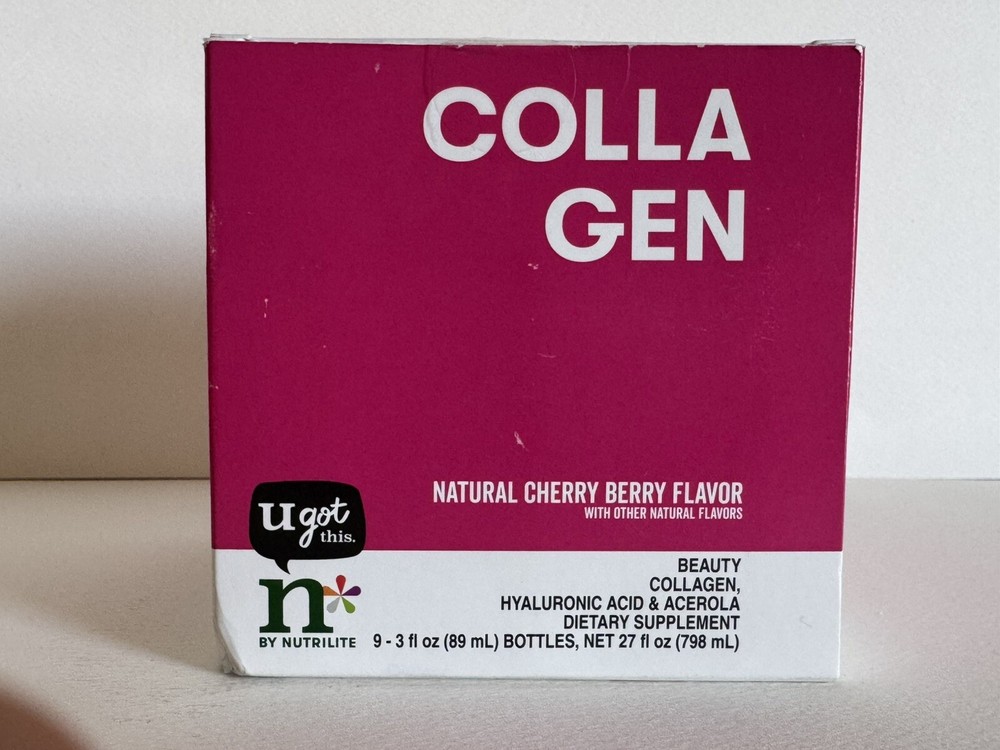 COLLA
GEN
NATURAL CHERRY BERRY FLAVOR
WITH OTHER NATURAL FLAVORS
u got
this.
n*
BY NUTRILITE
BEAUTY
COLLAGEN,
HYALURONIC ACID & ACEROLA
DIETARY SUPPLEMENT
9 - 3 fl oz (89 mL) BOTTLES, NET 27 fl oz (798 mL)